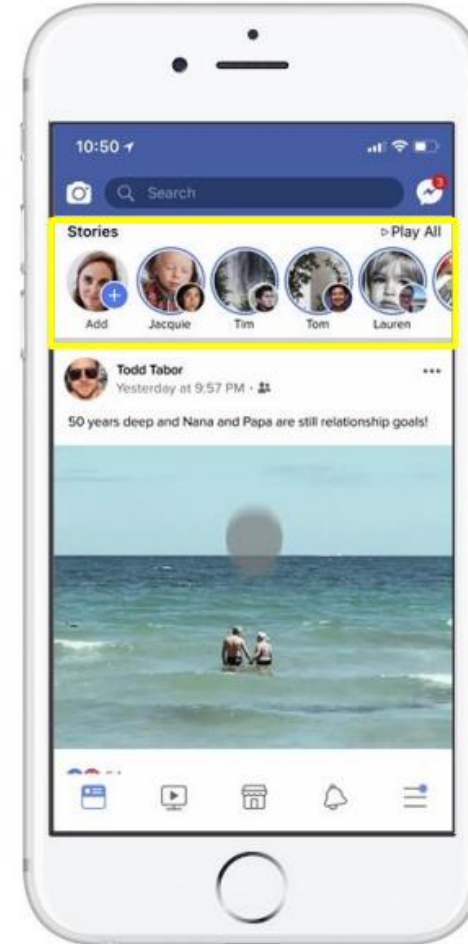 10:50
Search
3
Stories
Play All
Add
Jacquie
Tim
Tom
Lauren
Todd Tabor
Yesterday at 9:57 PM ·
50 years deep and Nana and Papa are still relationship goals!